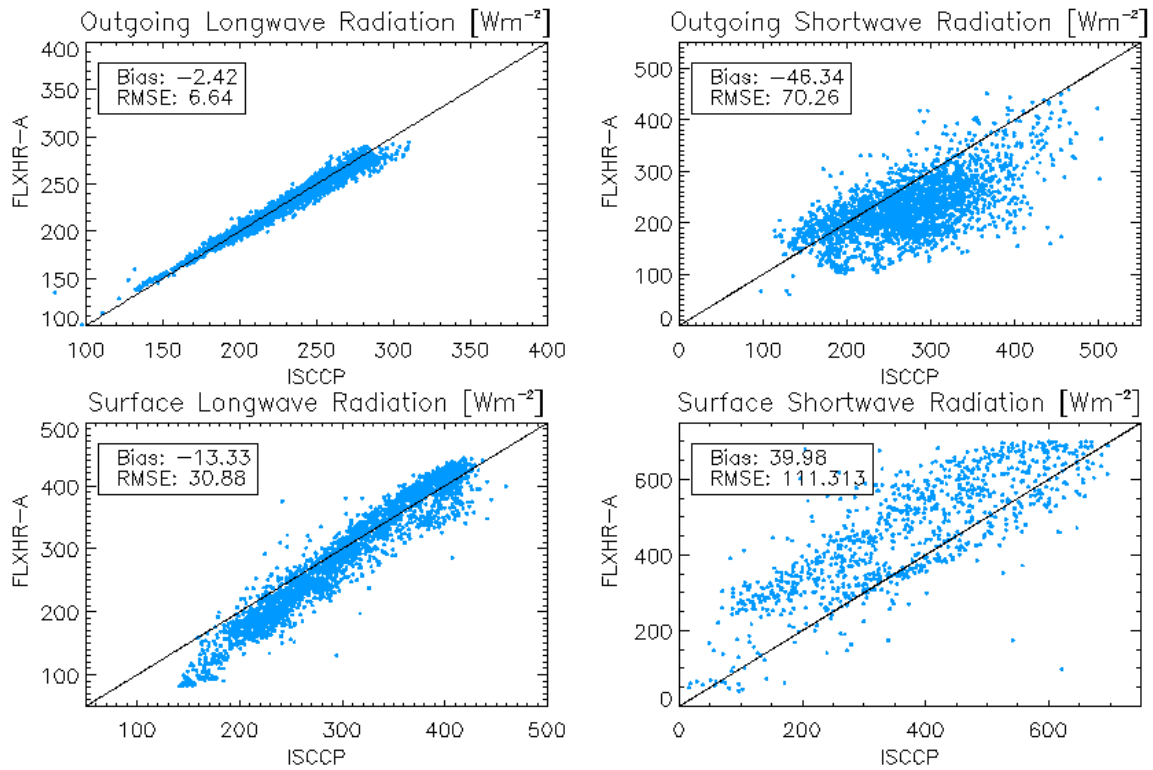 Outgoing Longwave Radiation [Wm⁻²]
400
350
300
250
200
150
100
FLXHR-A
Bias: -2.42
RMSE: 6.64
100 150 200 250 300 350 400
ISCCP
Outgoing Shortwave Radiation [Wm⁻²]
500
400
300
200
100
0
FLXHR-A
Bias: -46.34
RMSE: 70.26
0 100 200 300 400 500
ISCCP
Surface Longwave Radiation [Wm⁻²]
500
400
300
200
100
FLXHR-A
Bias: -13.33
RMSE: 30.88
100 200 300 400 500
ISCCP
Surface Shortwave Radiation [Wm⁻²]
600
400
200
0
FLXHR-A
Bias: 39.98
RMSE: 111.313
0 200 400 600
ISCCP